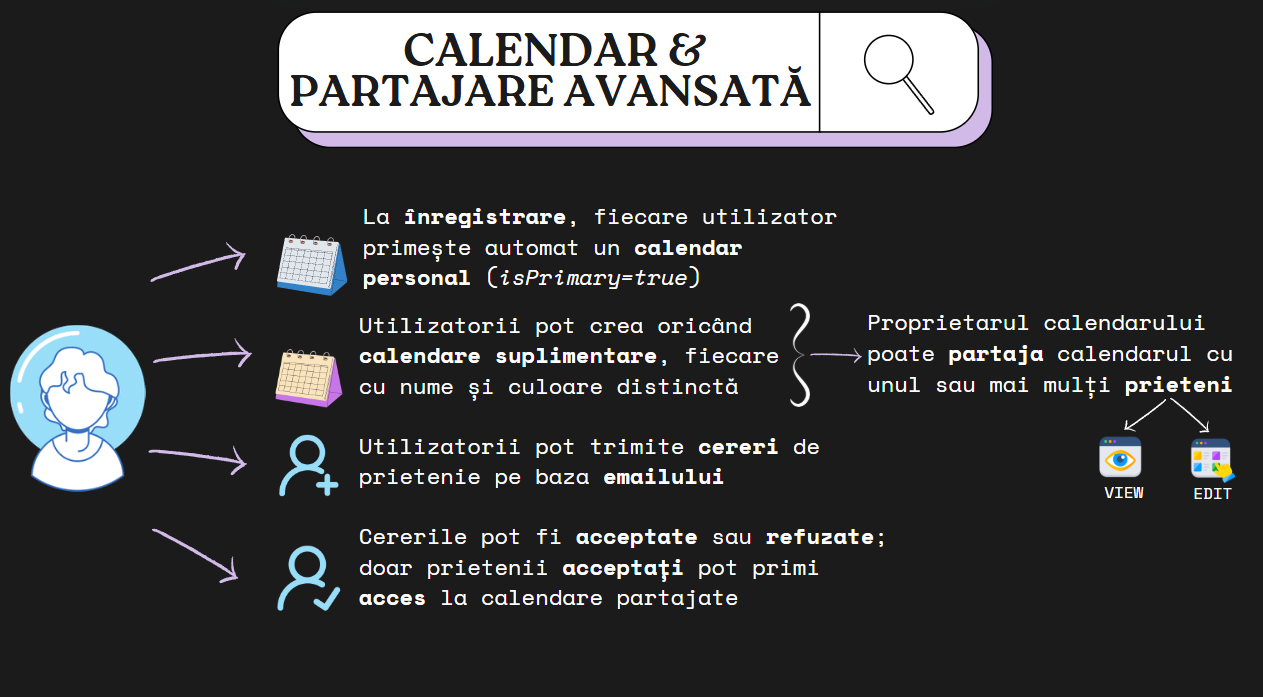 CALENDAR &
PARTAJARE AVANSATĂ
La înregistrare, fiecare utilizator
primește automat un calendar
personal (isPrimary=true)
Utilizatorii pot crea oricând
calendare suplimentare, fiecare
cu nume și culoare distinctă
Proprietarul calendarului
poate partaja calendarul cu
unul sau mai mulți prieteni
VIEW
EDIT
Utilizatorii pot trimite cereri de
prietenie pe baza emailului
Cererile pot fi acceptate sau refuzate;
doar prietenii acceptați pot primi
acces la calendare partajate